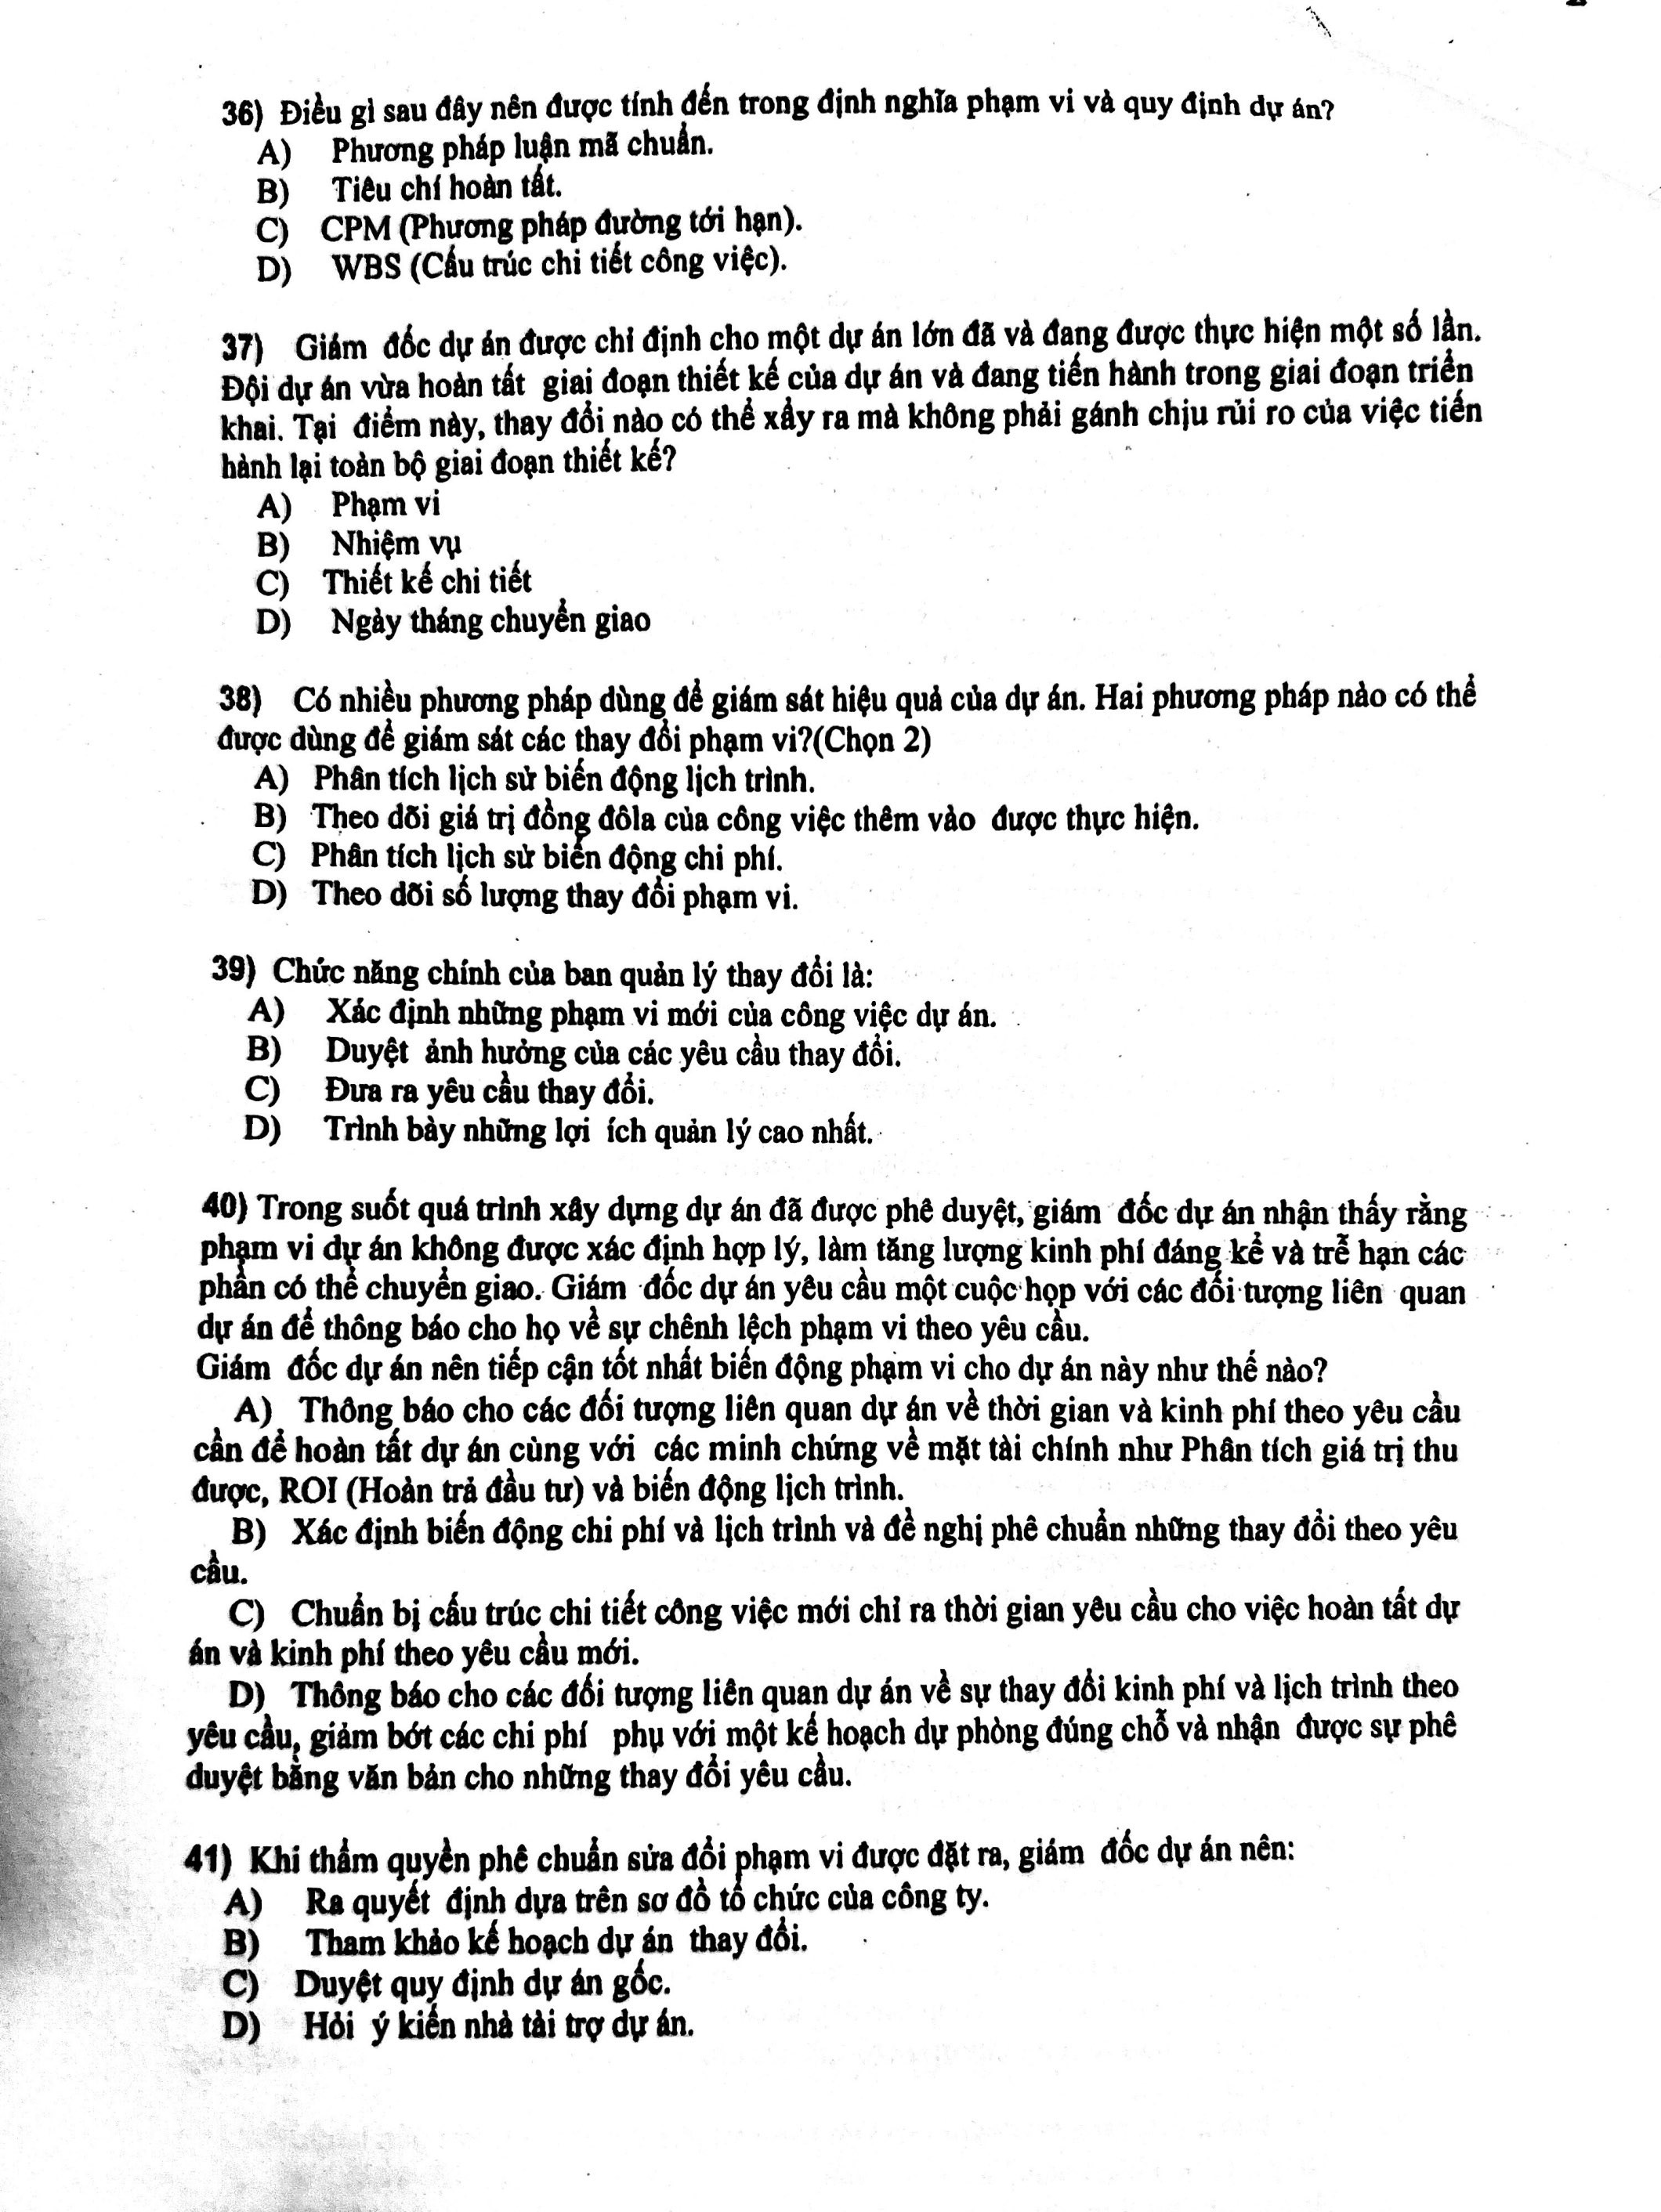 36) Điều gì sau đây nên được tính đến trong định nghĩa phạm vi và quy định dự án?
A) Phương pháp luận mã chuẩn.
B) Tiêu chí hoàn tất.
C) CPM (Phương pháp đường tới hạn).
D) WBS (Cấu trúc chi tiết công việc).
37) Giám đốc dự án được chỉ định cho một dự án lớn đã và đang được thực hiện một số lần.
Đội dự án vừa hoàn tất giai đoạn thiết kế của dự án và đang tiến hành trong giai đoạn triển
khai. Tại điểm này, thay đổi nào có thể xẩy ra mà không phải gánh chịu rủi ro của việc tiến
hành lại toàn bộ giai đoạn thiết kế?
A) Phạm vi
B) Nhiệm vụ
C) Thiết kế chi tiết
D) Ngày tháng chuyển giao
38) Có nhiều phương pháp dùng để giám sát hiệu quả của dự án. Hai phương pháp nào có thể
được dùng để giám sát các thay đổi phạm vi?(Chọn 2)
A) Phân tích lịch sử biến động lịch trình.
B) Theo dõi giá trị đồng đôla của công việc thêm vào được thực hiện.
C) Phân tích lịch sử biến động chi phí.
D) Theo dõi số lượng thay đổi phạm vi.
39) Chức năng chính của ban quản lý thay đổi là:
A) Xác định những phạm vi mới của công việc dự án.
B) Duyệt ảnh hưởng của các yêu cầu thay đổi.
C) Đưa ra yêu cầu thay đổi.
D) Trình bày những lợi ích quản lý cao nhất.
40) Trong suốt quá trình xây dựng dự án đã được phê duyệt, giám đốc dự án nhận thấy rằng
phạm vi dự án không được xác định hợp lý, làm tăng lượng kinh phí đáng kể và trễ hạn các
phần có thể chuyển giao. Giám đốc dự án yêu cầu một cuộc họp với các đối tượng liên quan
dự án để thông báo cho họ về sự chênh lệch phạm vi theo yêu cầu.
Giám đốc dự án nên tiếp cận tốt nhất biến động phạm vi cho dự án này như thế nào?
A) Thông báo cho các đối tượng liên quan dự án về thời gian và kinh phí theo yêu cầu
cần để hoàn tất dự án cùng với các minh chứng về mặt tài chính như Phân tích giá trị thu
được, ROI (Hoàn trả đầu tư) và biến động lịch trình.
B) Xác định biến động chi phí và lịch trình và đề nghị phê chuẩn những thay đổi theo yêu
cầu.
C) Chuẩn bị cấu trúc chi tiết công việc mới chỉ ra thời gian yêu cầu cho việc hoàn tất dự
án và kinh phí theo yêu cầu mới.
D) Thông báo cho các đối tượng liên quan dự án về sự thay đổi kinh phí và lịch trình theo
yêu cầu, giảm bớt các chi phí phụ với một kế hoạch dự phòng đúng chỗ và nhận được sự phê
duyệt bằng văn bản cho những thay đổi yêu cầu.
41) Khi thẩm quyền phê chuẩn sửa đổi phạm vi được đặt ra, giám đốc dự án nên:
A) Ra quyết định dựa trên sơ đồ tổ chức của công ty.
B) Tham khảo kế hoạch dự án thay đổi.
C) Duyệt quy định dự án gốc.
D) Hỏi ý kiến nhà tài trợ dự án.